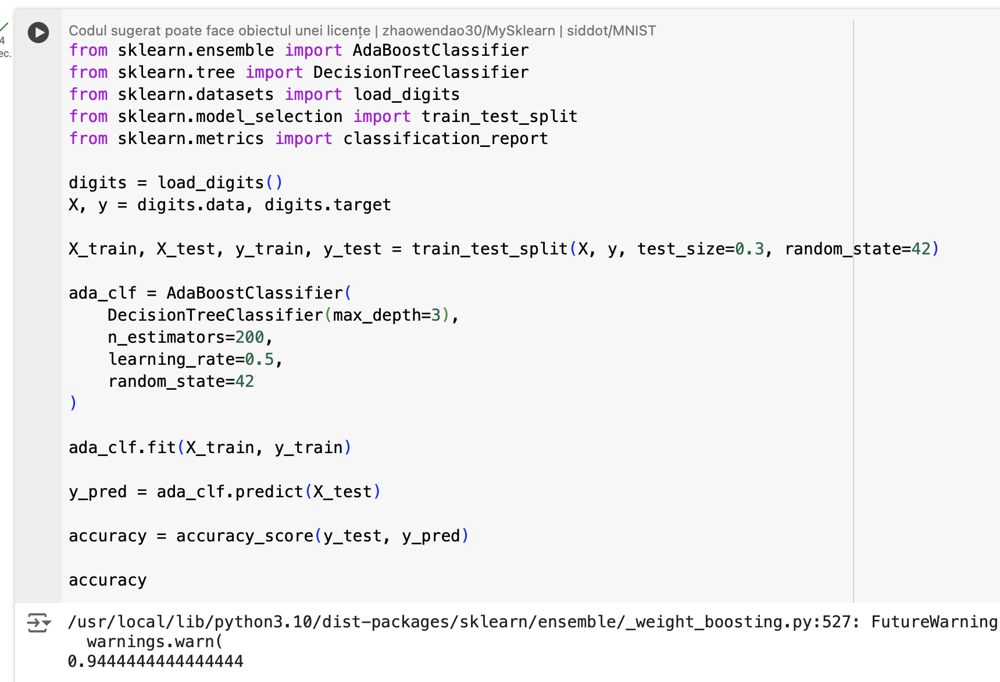 4
ec.
Codul sugerat poate face obiectul unei licențe | zhaowendao30/MySklearn | siddot/MNIST
from sklearn.ensemble import AdaBoostClassifier
from sklearn.tree import DecisionTreeClassifier
from sklearn.datasets import load_digits
from sklearn.model_selection import train_test_split
from sklearn.metrics import classification_report

digits = load_digits()
X, y = digits.data, digits.target

X_train, X_test, y_train, y_test = train_test_split(X, y, test_size=0.3, random_state=42)

ada_clf = AdaBoostClassifier(
    DecisionTreeClassifier(max_depth=3),
    n_estimators=200,
    learning_rate=0.5,
    random_state=42
)

ada_clf.fit(X_train, y_train)

y_pred = ada_clf.predict(X_test)

accuracy = accuracy_score(y_test, y_pred)

accuracy
/usr/local/lib/python3.10/dist-packages/sklearn/ensemble/_weight_boosting.py:527: FutureWarning
  warnings.warn(
0.9444444444444444